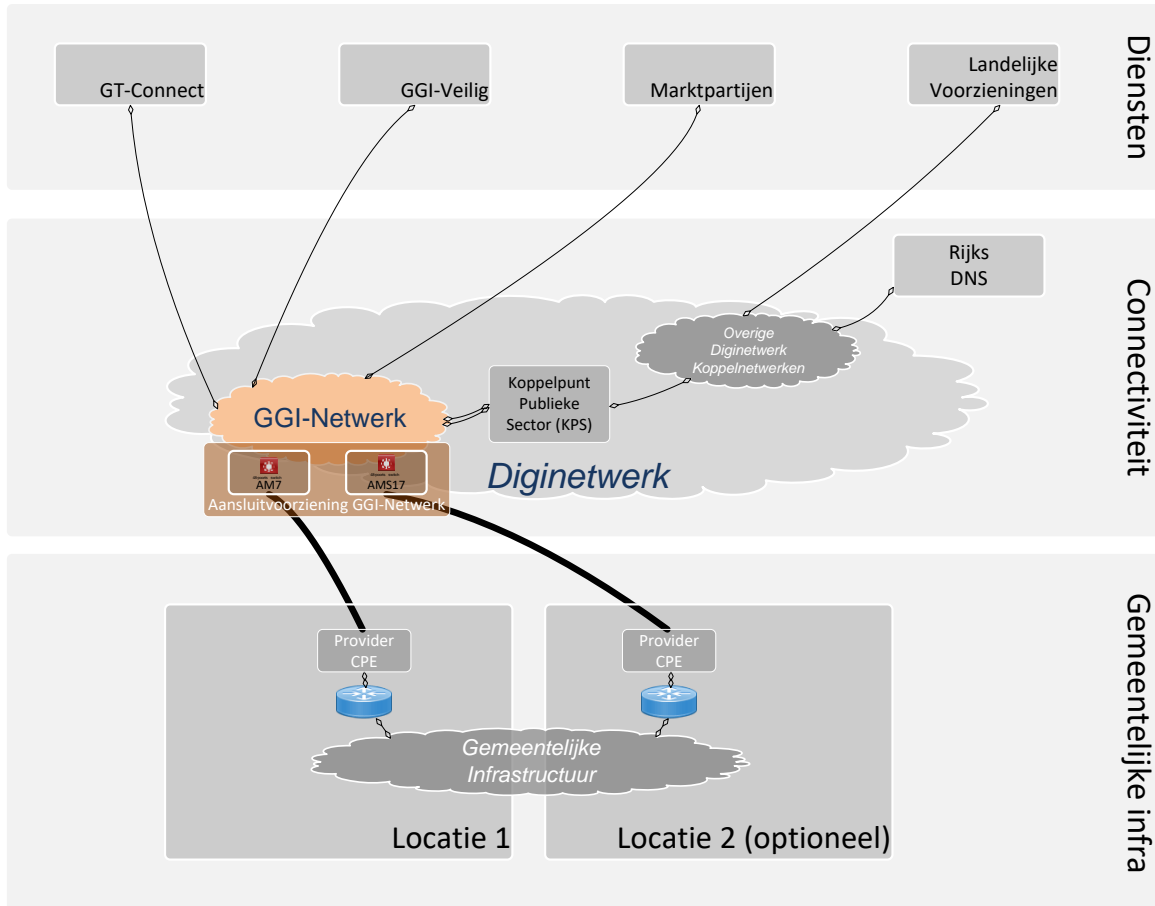 Diensten
GT-Connect
GGI-Veilig
Marktpartijen
Landelijke
Voorzieningen
Connectiviteit
Rijks
DNS
Overige
Diginetwerk
Koppelnetwerken
Koppelpunt
Publieke
Sector (KPS)
GGI-Netwerk
Diginetwerk
AM7
AMS17
Aansluitvoorziening GGI-Netwerk
Gemeentelijke infra
Provider
CPE
Provider
CPE
Gemeentelijke
Infrastructuur
Locatie 1
Locatie 2 (optioneel)